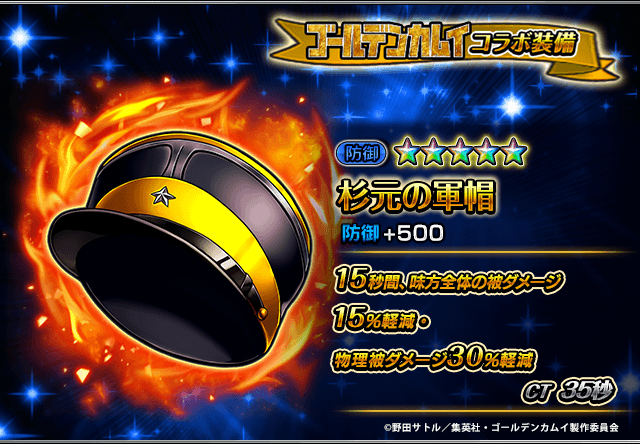 ゴールデンカムイコラボ装備
防御
杉元の軍帽
防御+500
15秒間、味方全体の被ダメージ
15%軽減・
物理被ダメージ30%軽減
CT 35秒
©野田サトル／集英社・ゴールデンカムイ製作委員会